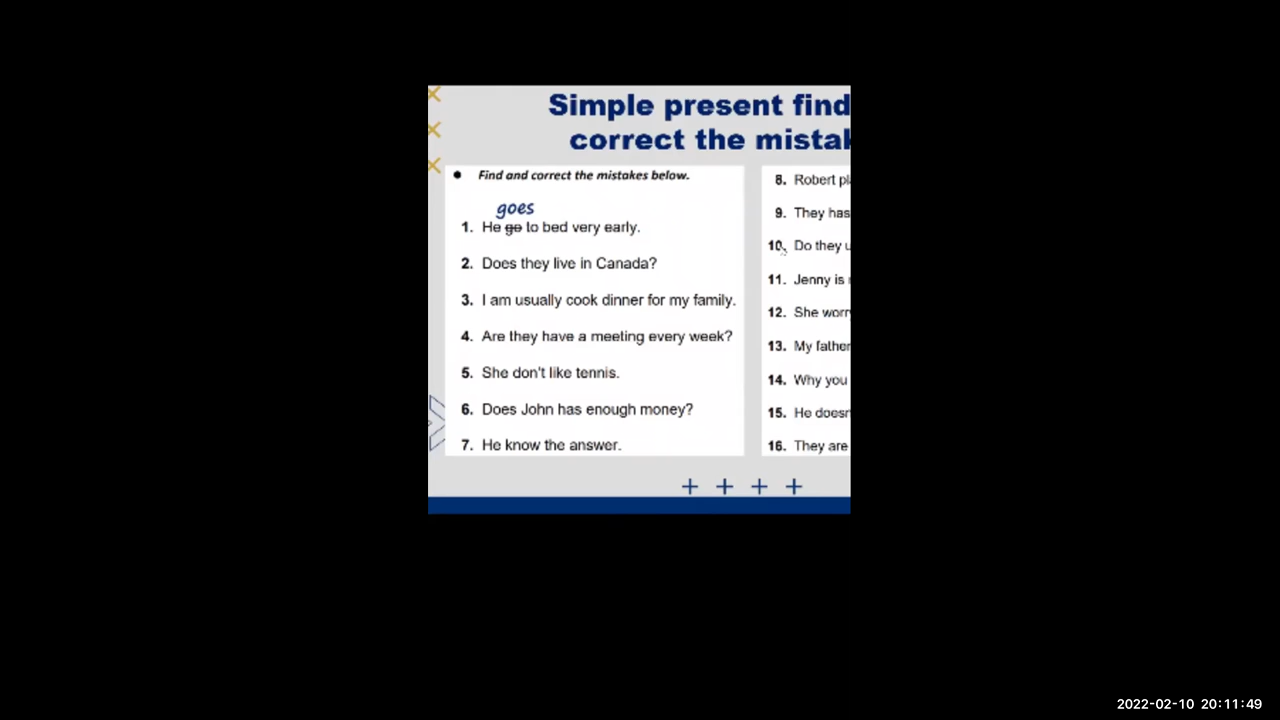 Simple present find
correct the
Find and correct the mistakes below.
goes
1. He go to bed very early.
2. Does they live in Canada?
3. I am usually cook dinner for my family.
4. Are they have a meeting every week?
5. She don't like tennis.
6. Does John has enough money?
7. He know the answer.
8. Robert
9. They has
10. Do they
11. Jenny is
12. She
13. My father
14. Why you
15. He
16. They are
+ + + +
2022-02-10 20:11:49